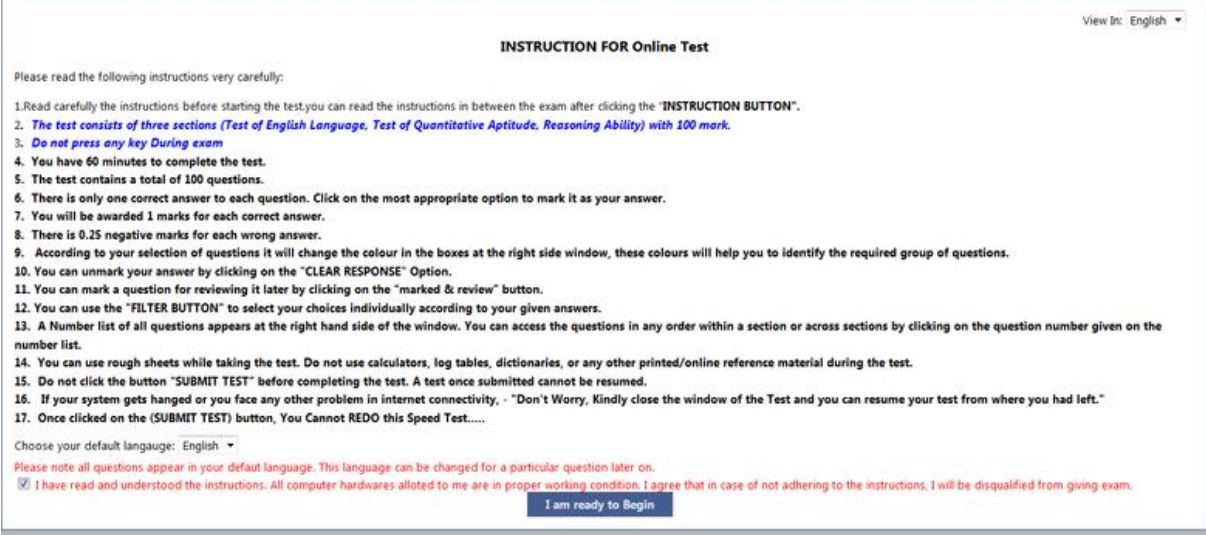 View In: English
INSTRUCTION FOR Online Test
Please read the following instructions very carefully:
1.Read carefully the instructions before starting the test.you can read the instructions in between the exam after clicking the "INSTRUCTION BUTTON".
2. The test consists of three sections (Test of English Language, Test of Quantitative Aptitude, Reasoning Ability) with 100 mark.
3. Do not press any key During exam
4. You have 60 minutes to complete the test.
5. The test contains a total of 100 questions.
6. There is only one correct answer to each question. Click on the most appropriate option to mark it as your answer.
7. You will be awarded 1 marks for each correct answer.
8. There is 0.25 negative marks for each wrong answer.
9. According to your selection of questions it will change the colour in the boxes at the right side window, these colours will help you to identify the required group of questions.
10. You can unmark your answer by clicking on the "CLEAR RESPONSE" Option.
11. You can mark a question for reviewing it later by clicking on the "marked & review" button.
12. You can use the "FILTER BUTTON" to select your choices individually according to your given answers.
13. A Number list of all questions appears at the right hand side of the window. You can access the questions in any order within a section or across sections by clicking on the question number given on the
number list.
14. You can use rough sheets while taking the test. Do not use calculators, log tables, dictionaries, or any other printed/online reference material during the test.
15. Do not click the button "SUBMIT TEST" before completing the test. A test once submitted cannot be resumed.
16. If your system gets hanged or you face any other problem in internet connectivity, - "Don't Worry, Kindly close the window of the Test and you can resume your test from where you had left."
17. Once clicked on the (SUBMIT TEST) button, You Cannot REDO this Speed Test.....
Choose your default langauge: English
Please note all questions appear in your defaut language. This language can be changed for a particular question later on.
I have read and understood the instructions. All computer hardwares alloted to me are in proper working condition. I agree that in case of not adhering to the instructions, I will be disqualified from giving exam.
I am ready to Begin